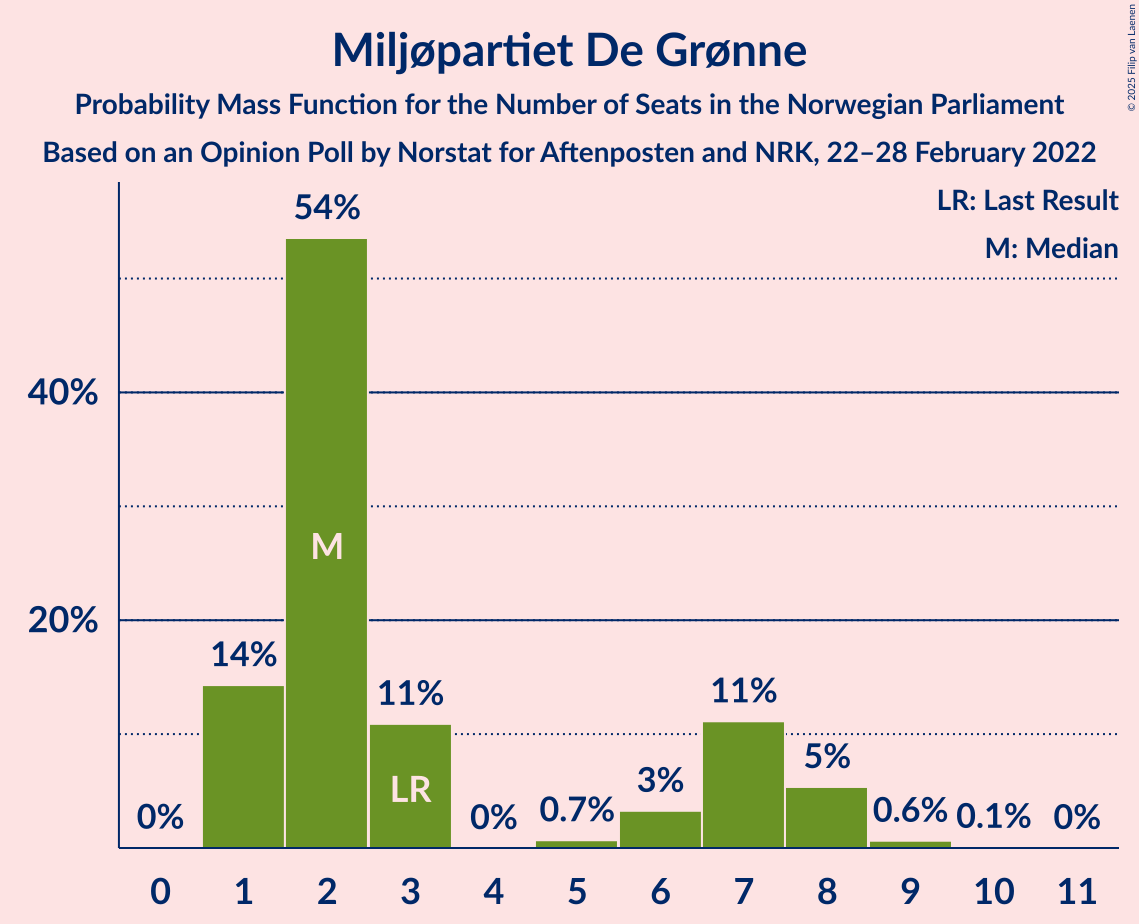 Miljøpartiet De Grønne
Probability Mass Function for the Number of Seats in the Norwegian Parliament
Based on an Opinion Poll by Norstat for Aftenposten and NRK, 22–28 February 2022
© 2025 Filip van Laenen
LR: Last Result
M: Median
54%
40%
M
20%
14%
11%
11%
LR
5%
3%
0%
0%
0.7%
0.6%
0.1%
0%
0 1 2 3 4 5 6 7 8 9 10 11